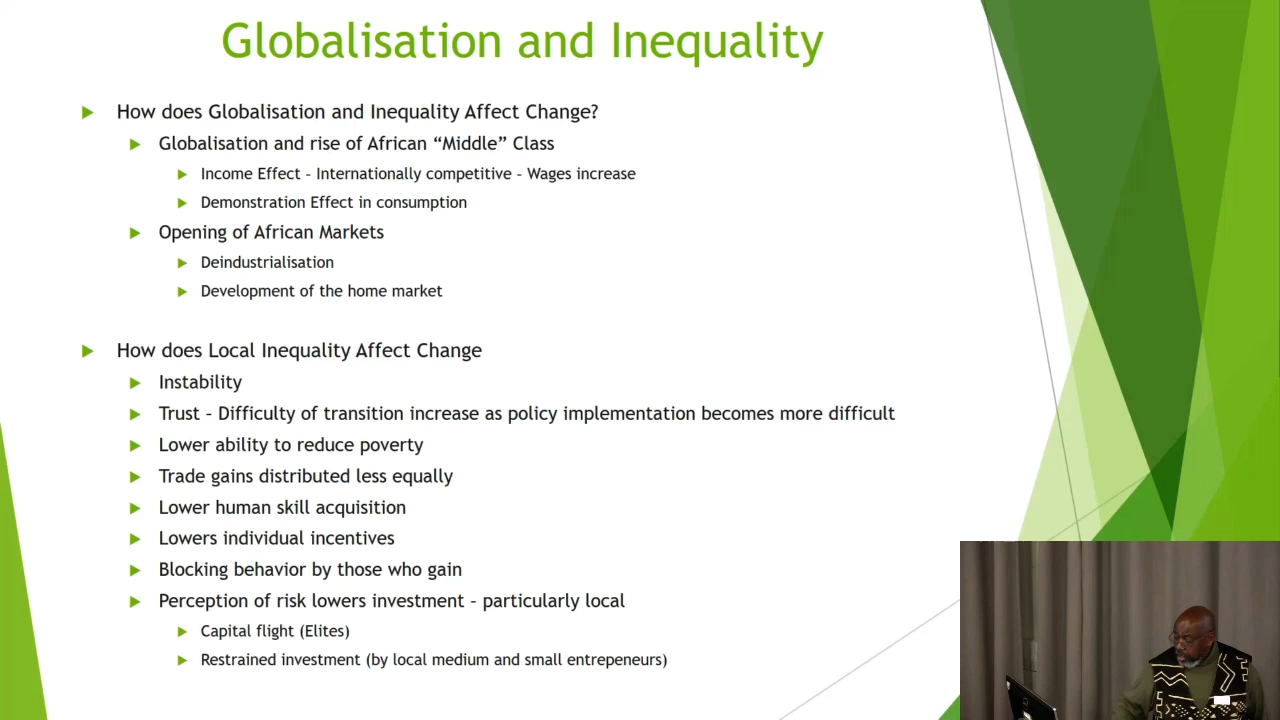 Globalisation and Inequality
How does Globalisation and Inequality Affect Change?
Globalisation and rise of African “Middle” Class
Income Effect – Internationally competitive – Wages increase
Demonstration Effect in consumption
Opening of African Markets
Deindustrialisation
Development of the home market
How does Local Inequality Affect Change
Instability
Trust – Difficulty of transition increase as policy implementation becomes more difficult
Lower ability to reduce poverty
Trade gains distributed less equally
Lower human skill acquisition
Lowers individual incentives
Blocking behavior by those who gain
Perception of risk lowers investment – particularly local
Capital flight (Elites)
Restrained investment (by local medium and small entrepeneurs)